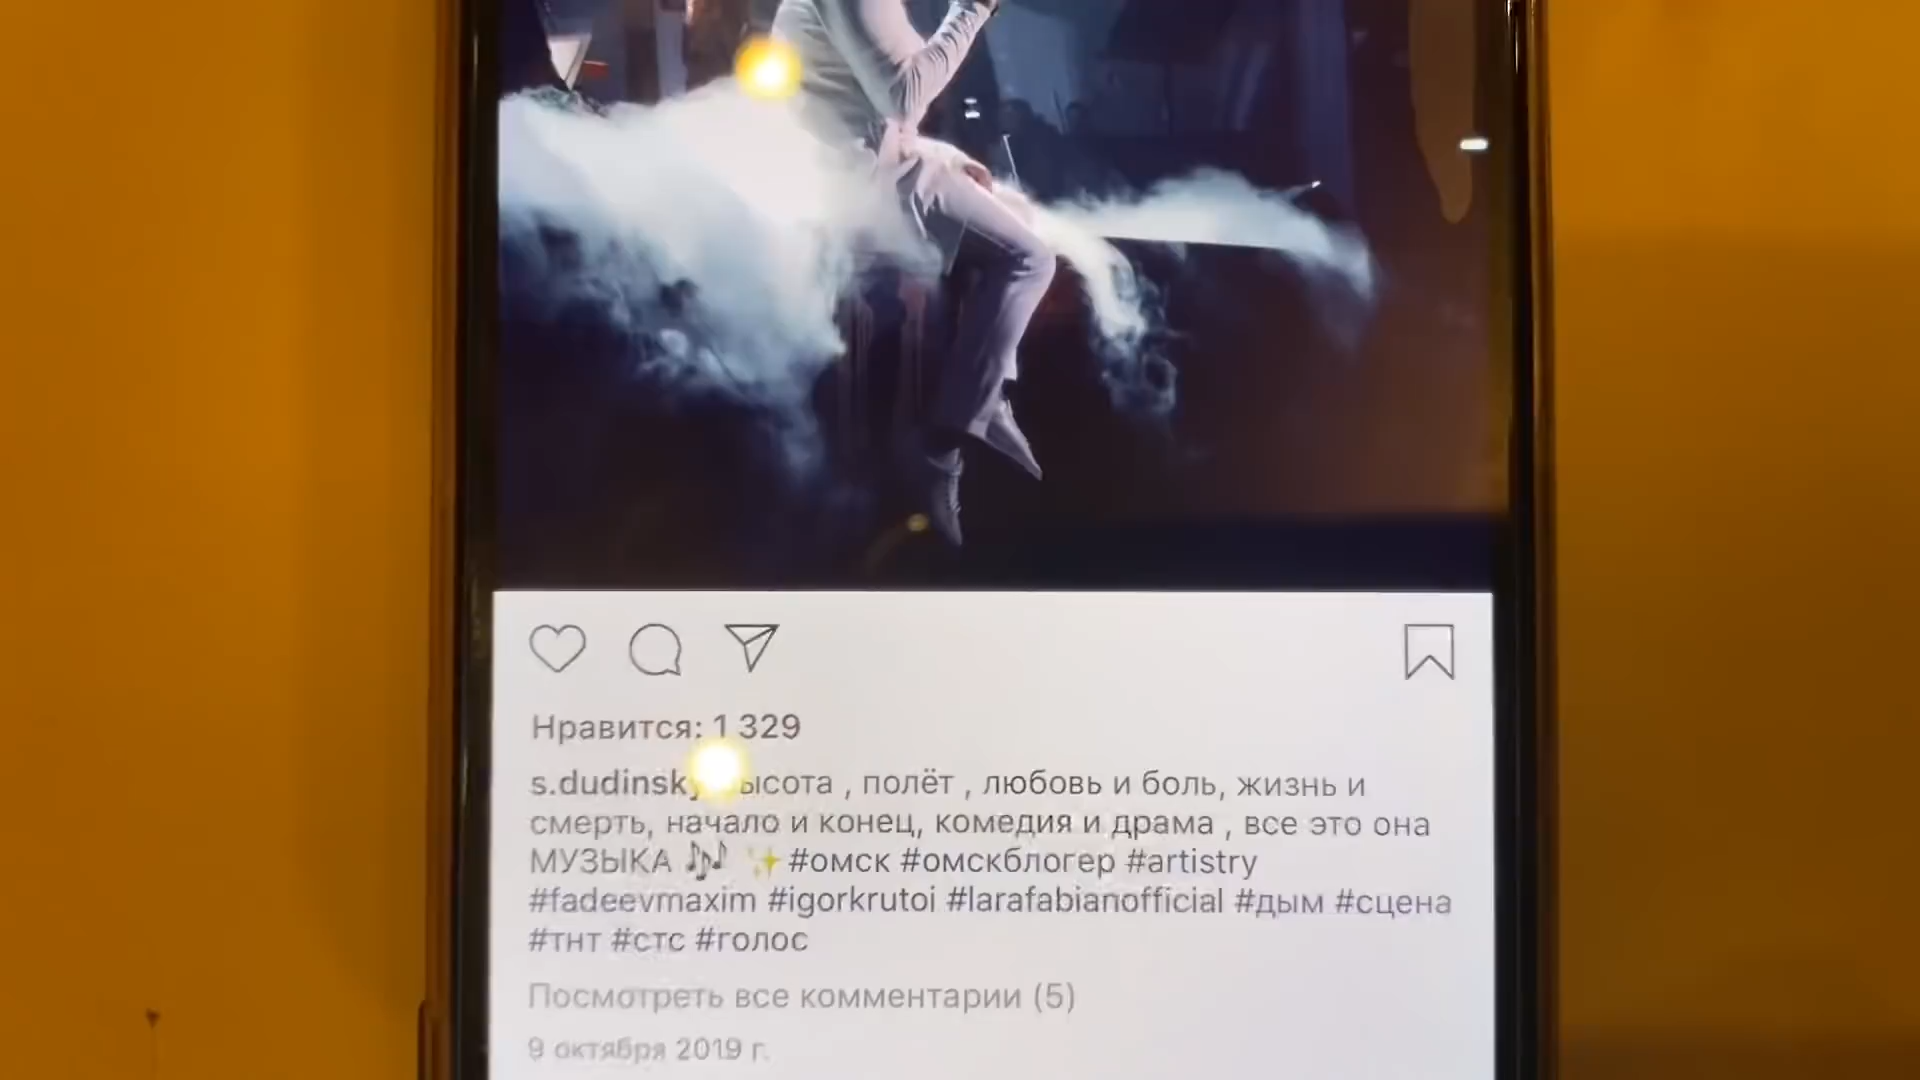 Нравится: 1 329
s.dudinsky высота , полёт , любовь и боль, жизнь и
смерть, начало и конец, комедия и драма , все это она
МУЗЫКА 🎶 ✨ #омск #омскблогер #artistry
#fadeevmaxim #igorkrutoi #larafabianofficial #дым #сцена
#тнт #стс #голос
Посмотреть все комментарии (5)
9 октября 2019 г.